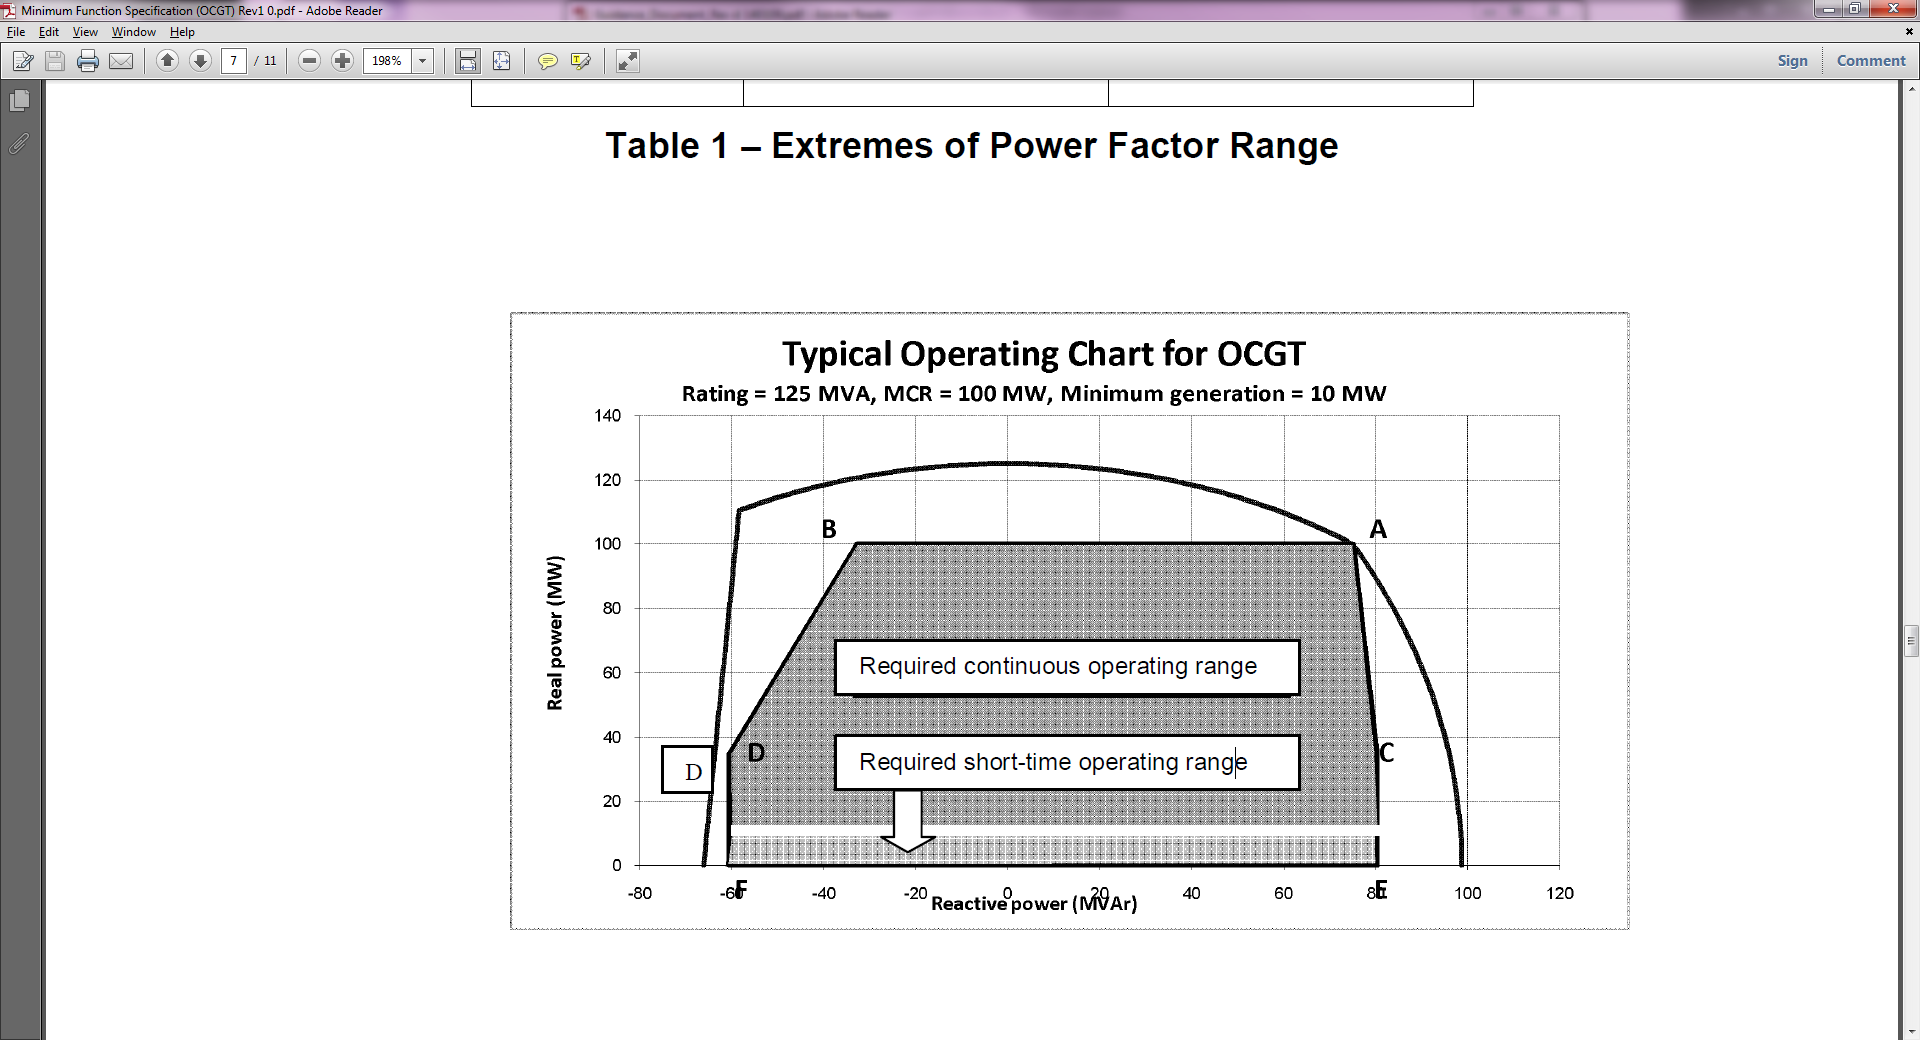 Minimum Function Specification (OCGT) Rev1 0.pdf - Adobe Reader
File Edit View Window Help
7 / 11 198% Sign Comment
Table 1 – Extremes of Power Factor Range
Typical Operating Chart for OCGT
Rating = 125 MVA, MCR = 100 MW, Minimum generation = 10 MW
140
120
100
80
60
40
20
0
Real power (MW)
B
A
Required continuous operating range
D
C
D
Required short-time operating range
-80 -60 -40 -20 0 20 40 60 80 100 120
F
E
Reactive power (MVAr)